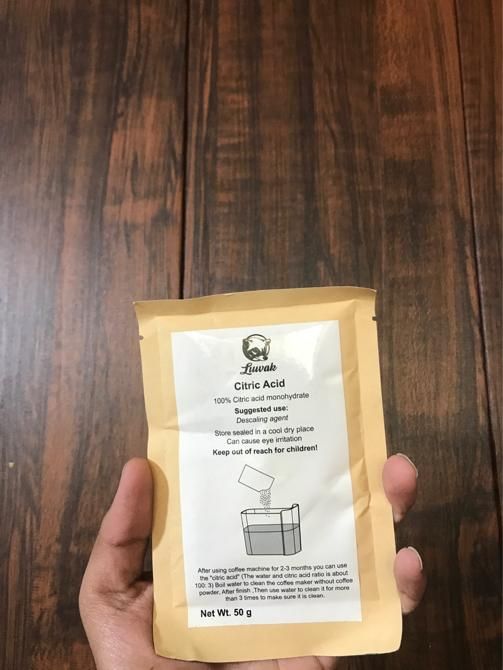 Liuvak
Citric Acid
100% Citric acid monohydrate
Suggested use:
Descaling agent
Store sealed in a cool dry place
Can cause eye irritation
Keep out of reach for children!
After using coffee machine for 2-3 months you can use
the "citric acid" (The water and citric acid ratio is about
100: 3) Boil water to clean the coffee maker without coffee
powder, After finish ,Then use water to clean it for more
than 3 times to make sure it is clean.
Net Wt. 50 g